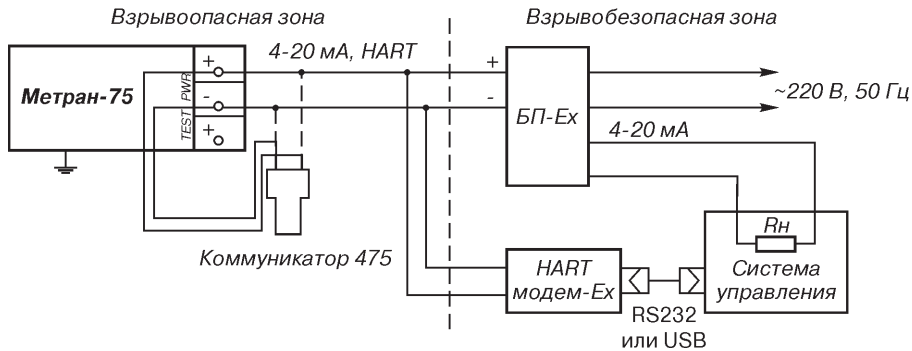 Взрывоопасная зона
Взрывобезопасная зона
4-20 мА, HART
Метран-75
+
-
+
PWR
TEST
+
-
БП-Ex
~220 В, 50 Гц
4-20 мА
Коммуникатор 475
HART
модем-Ex
RS232
или USB
Rн
Система
управления